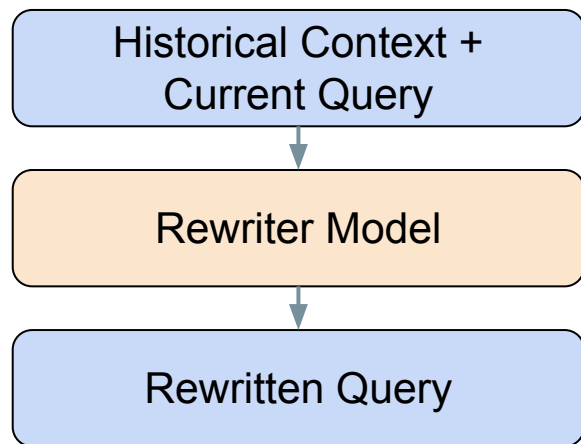 Historical Context +
Current Query
Rewriter Model
Rewritten Query